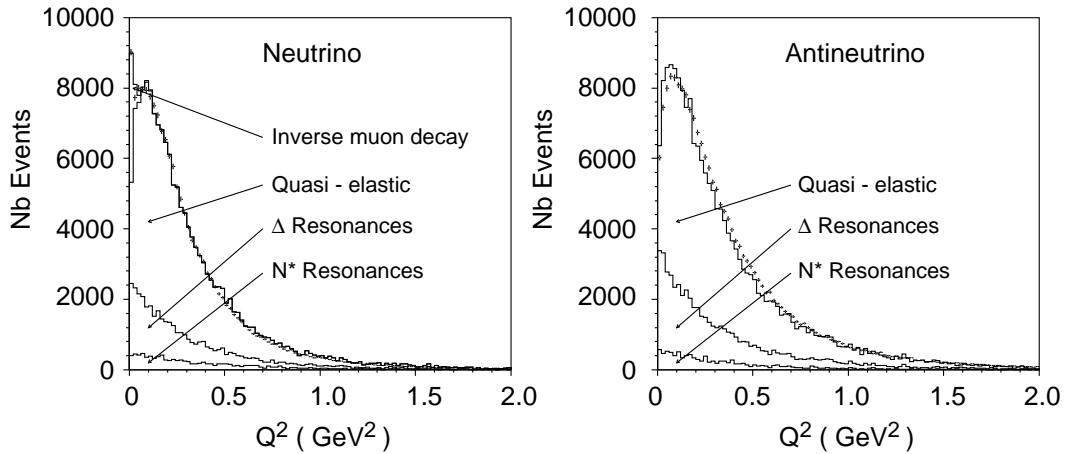 Neutrino
10000
8000
6000
4000
2000
0
Nb Events
Inverse muon decay
Quasi - elastic
Δ Resonances
N* Resonances
0 0.5 1.0 1.5 2.0
Q² ( GeV² )
Antineutrino
10000
8000
6000
4000
2000
0
Nb Events
Quasi - elastic
Δ Resonances
N* Resonances
0 0.5 1.0 1.5 2.0
Q² ( GeV² )